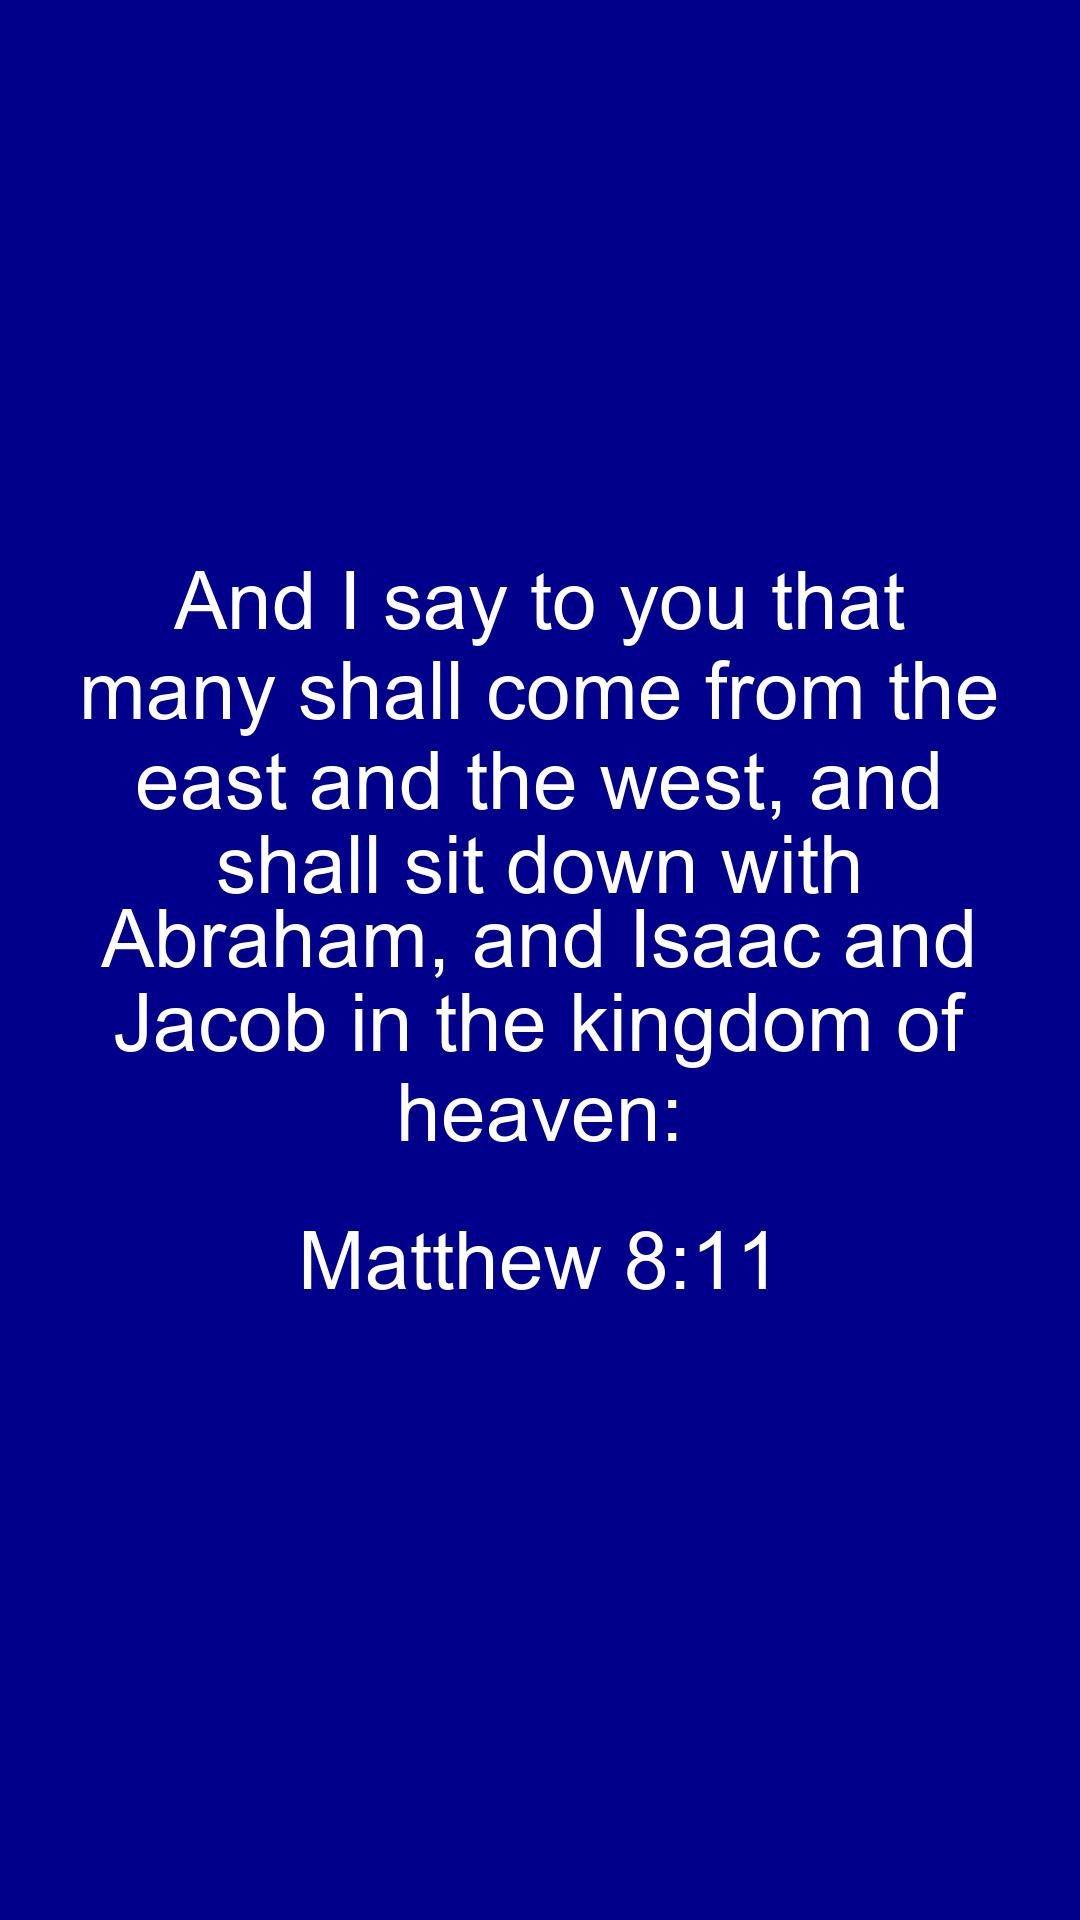 And I say to you that
many shall come from the
east and the west, and
shall sit down with
Abraham, and Isaac and
Jacob in the kingdom of
heaven:
Matthew 8:11